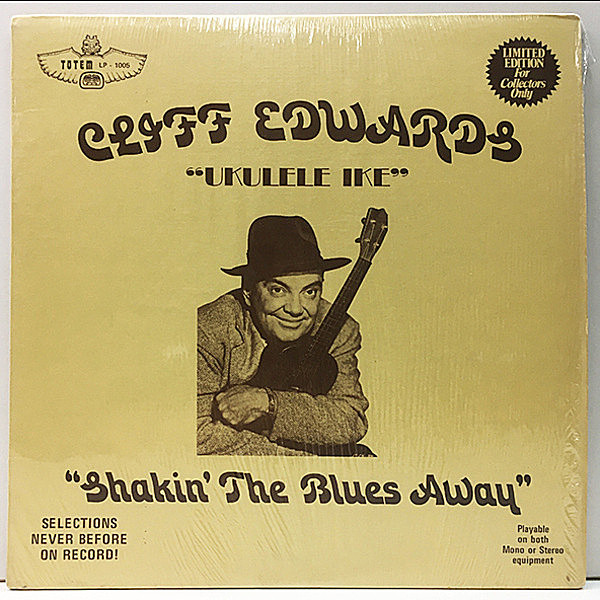 TOTEM LP - 1005
LIMITED
EDITION
For
Collectors
Only
CLIFF EDWARDS
“UKULELE IKE”
“Shakin' The Blues Away”
SELECTIONS
NEVER BEFORE
ON RECORD!
Playable
on both
Mono or Stereo
equipment